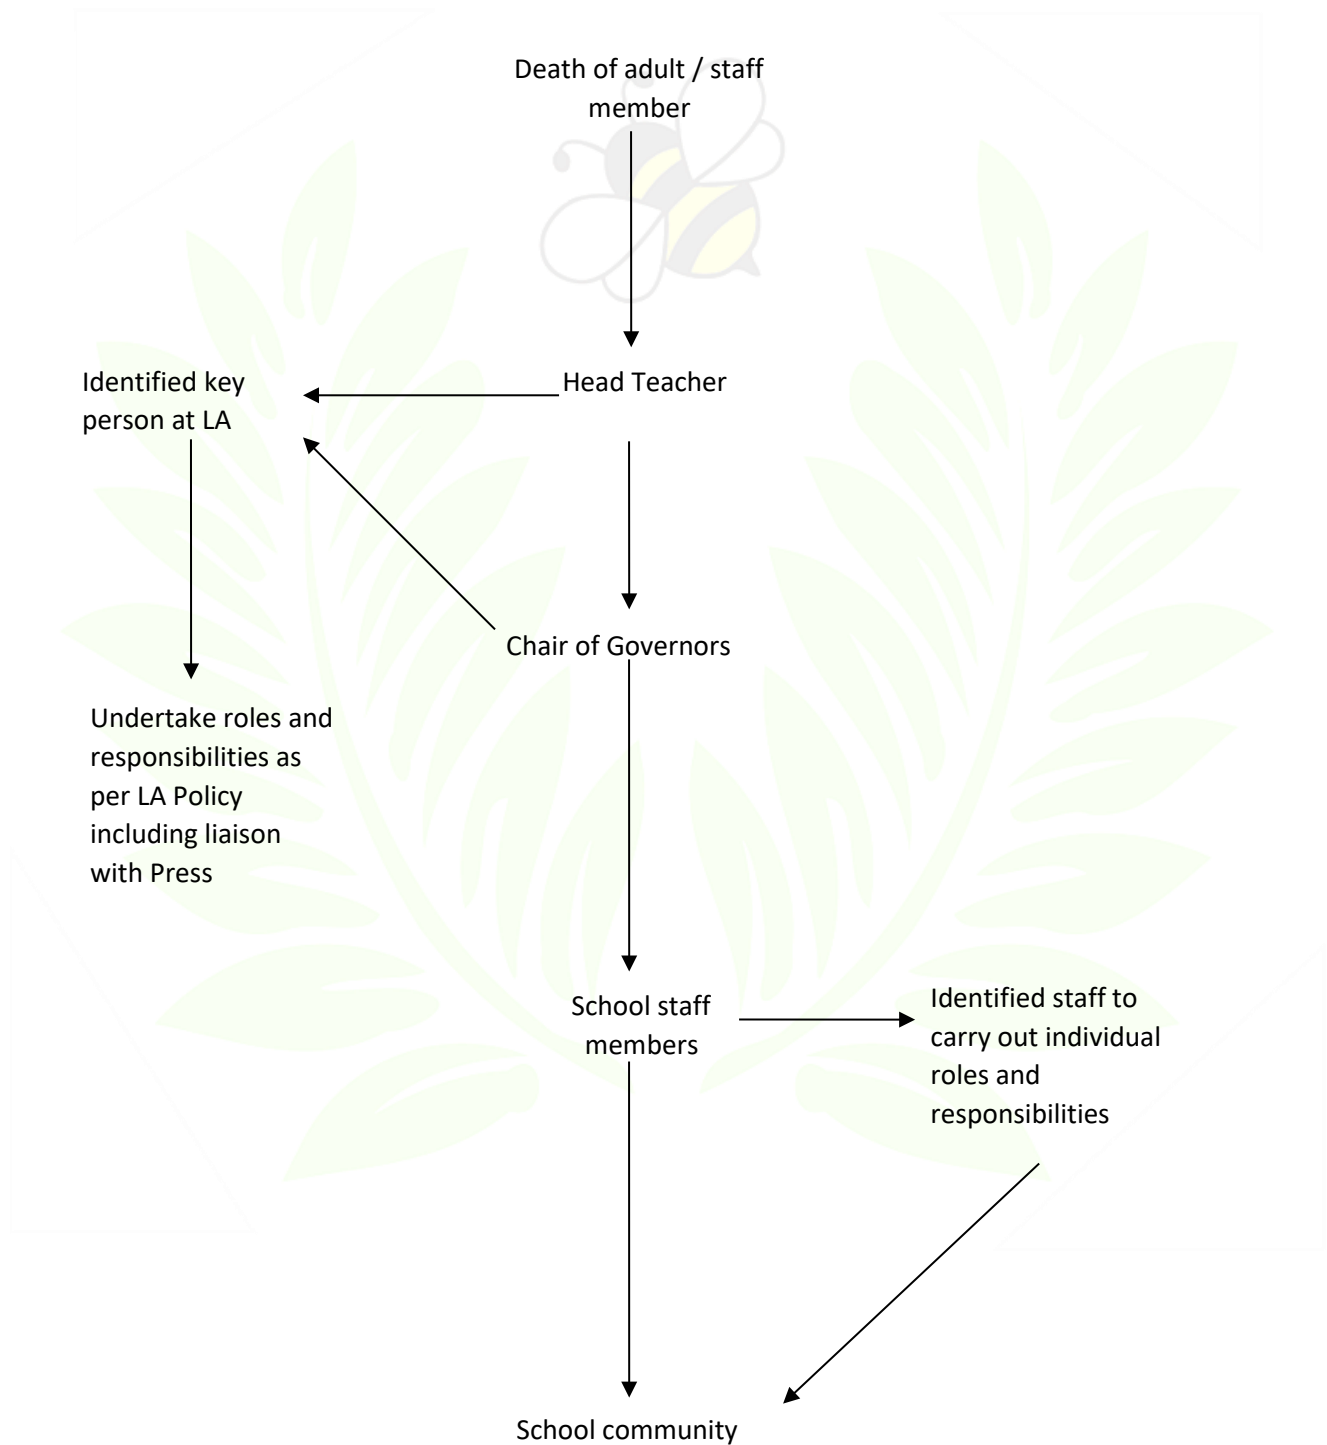 Death of adult / staff
member
Identified key
person at LA
Head Teacher
Chair of Governors
Undertake roles and
responsibilities as
per LA Policy
including liaison
with Press
School staff
members
Identified staff to
carry out individual
roles and
responsibilities
School community